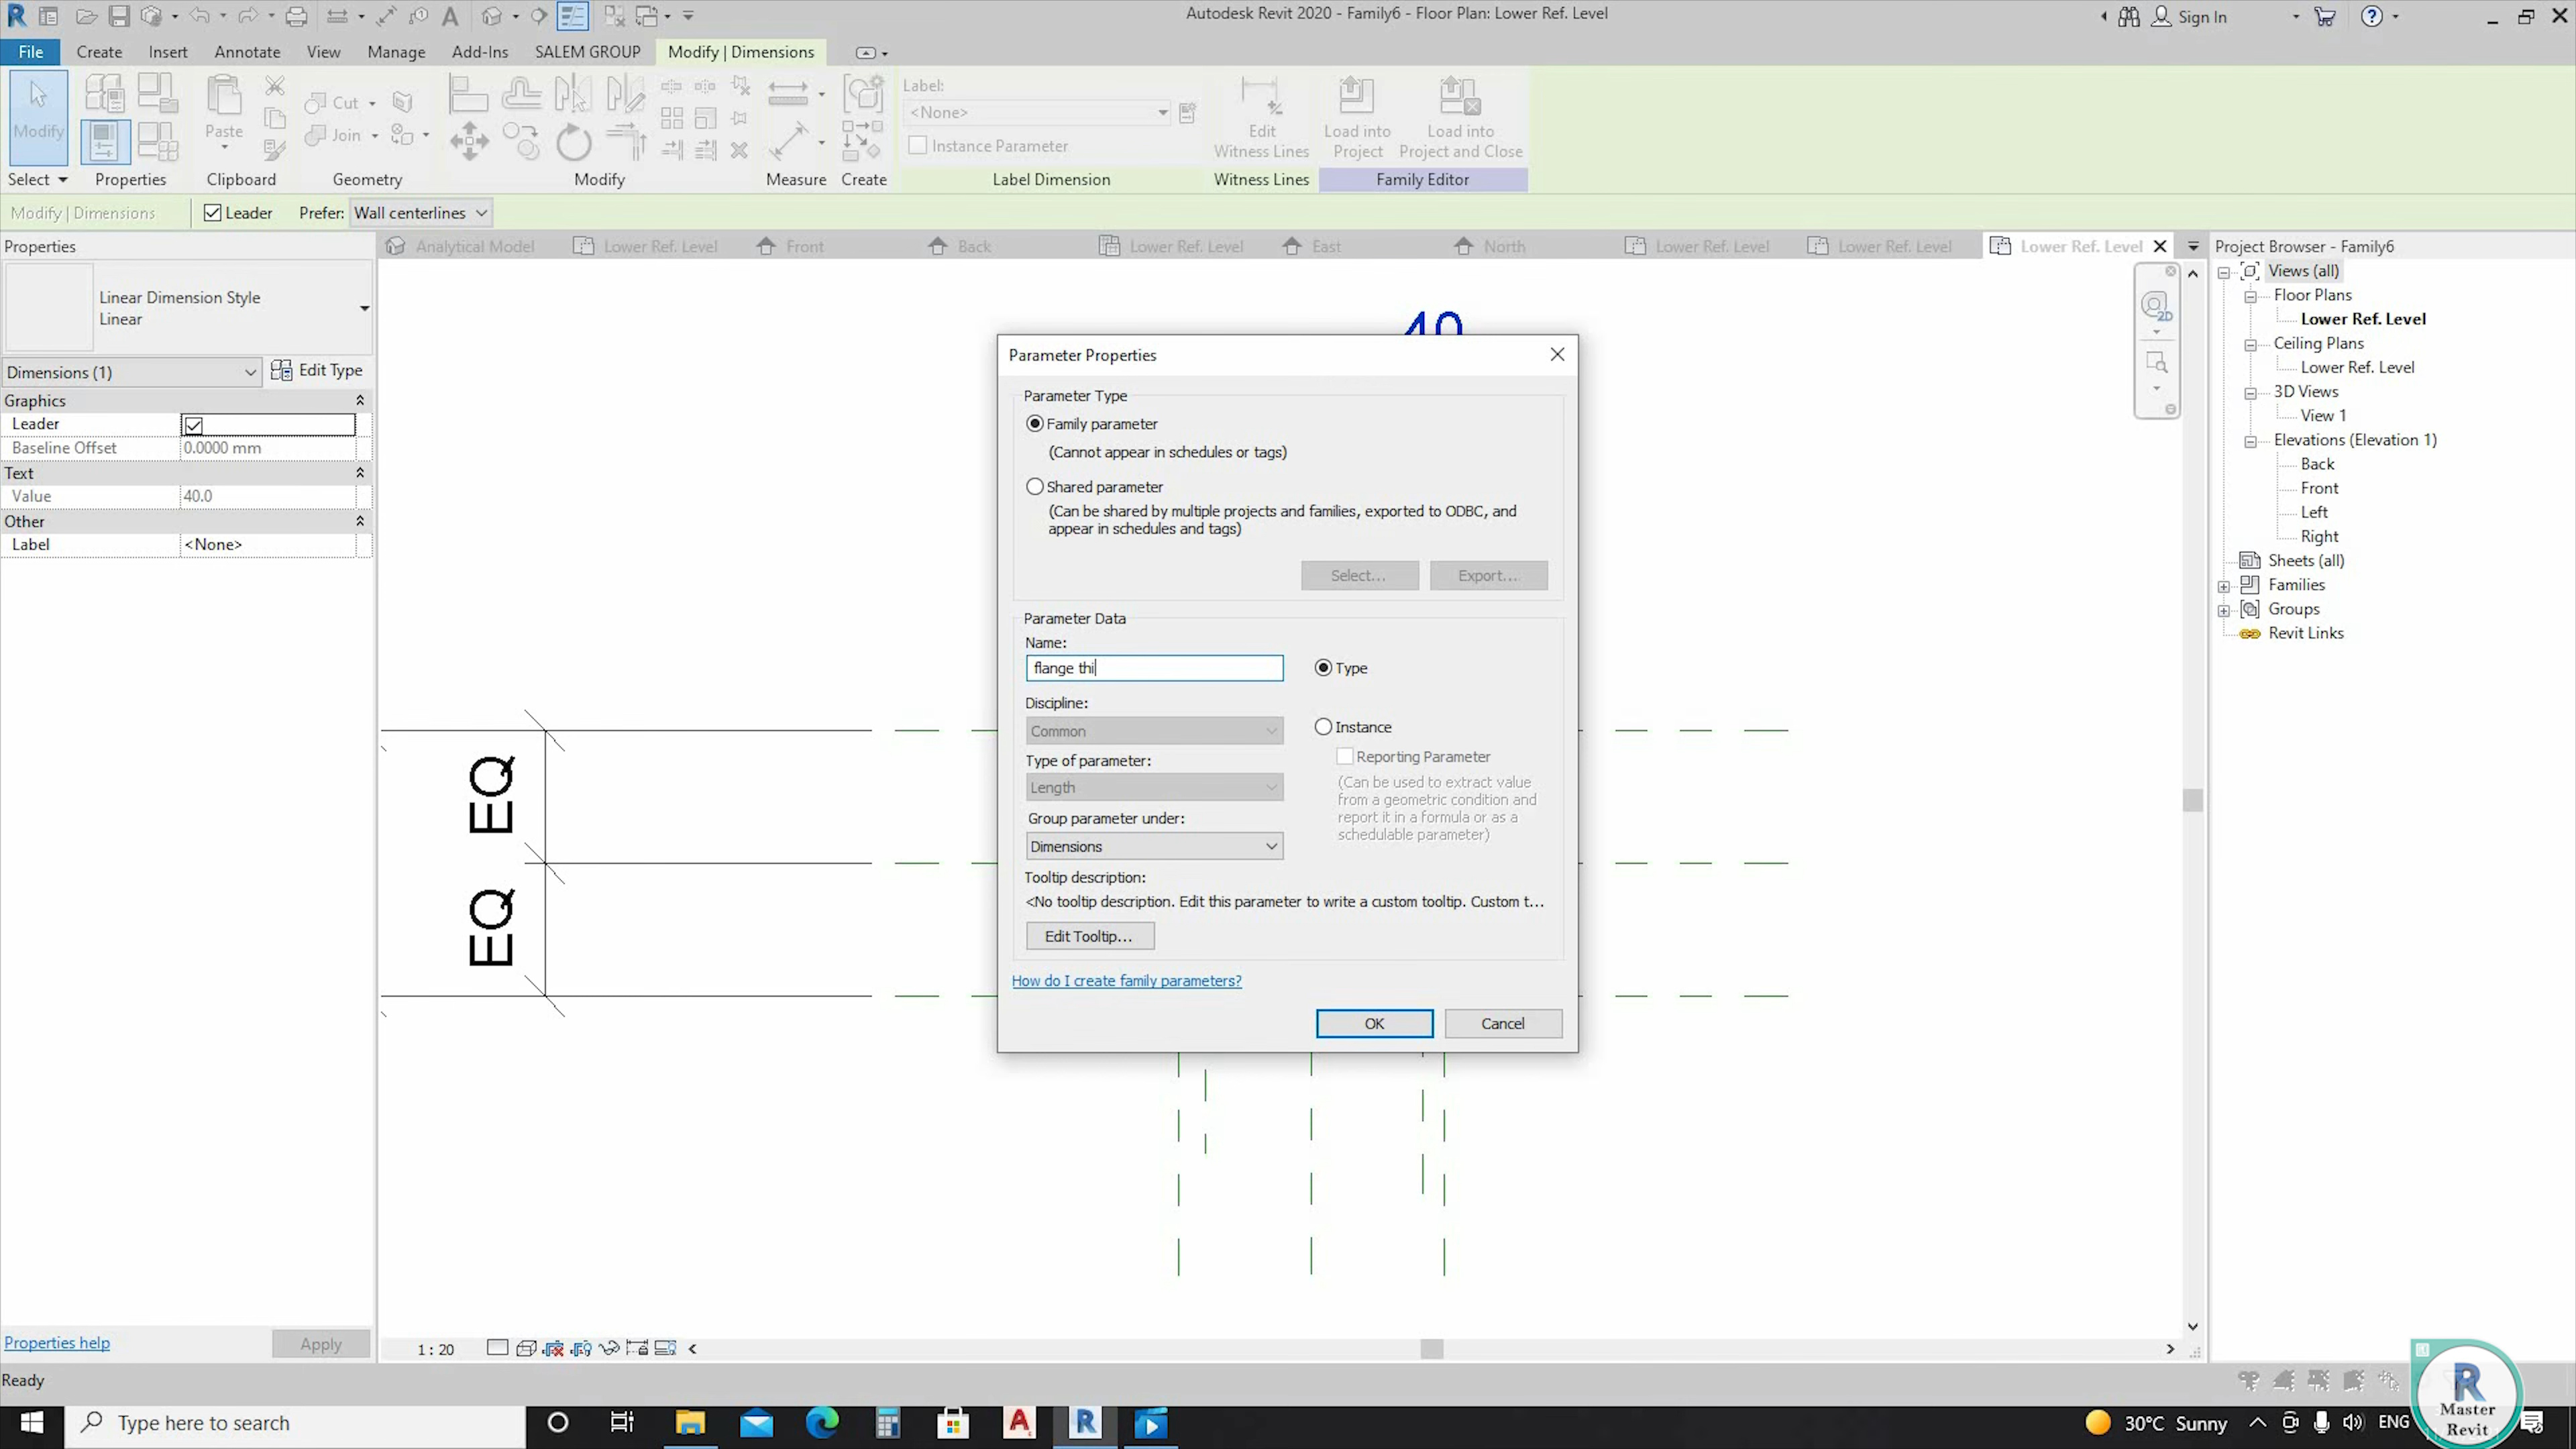 Autodesk Revit 2020 - Family6 - Floor Plan: Lower Ref. Level
Sign In
File Create Insert Annotate View Manage Add-Ins SALEM GROUP Modify | Dimensions
Modify
Paste
Cut
Join
Label:
<None>
Instance Parameter
Edit
Witness Lines
Load into
Project
Load into
Project and Close
Select Properties Clipboard Geometry Modify Measure Create Label Dimension Witness Lines Family Editor
Modify | Dimensions Leader Prefer: Wall centerlines
Properties
Linear Dimension Style
Linear
Dimensions (1) Edit Type
Graphics
Leader
Baseline Offset 0.0000 mm
Text
Value 40.0
Other
Label <None>
Properties help Apply
Analytical Model Lower Ref. Level Front Back Lower Ref. Level East North Lower Ref. Level Lower Ref. Level Lower Ref. Level
2D
40
EQ
EQ
Parameter Properties
Parameter Type
Family parameter
(Cannot appear in schedules or tags)
Shared parameter
(Can be shared by multiple projects and families, exported to ODBC, and
appear in schedules and tags)
Select... Export...
Parameter Data
Name:
flange thi
Type
Discipline:
Common
Instance
Type of parameter:
Reporting Parameter
Length
(Can be used to extract value
from a geometric condition and
report it in a formula or as a
schedulable parameter)
Group parameter under:
Dimensions
Tooltip description:
<No tooltip description. Edit this parameter to write a custom tooltip. Custom t...
Edit Tooltip...
How do I create family parameters?
OK Cancel
Project Browser - Family6
Views (all)
Floor Plans
Lower Ref. Level
Ceiling Plans
Lower Ref. Level
3D Views
View 1
Elevations (Elevation 1)
Back
Front
Left
Right
Sheets (all)
Families
Groups
Revit Links
1 : 20
Ready
Type here to search
30°C Sunny
ENG
R
Master
Revit